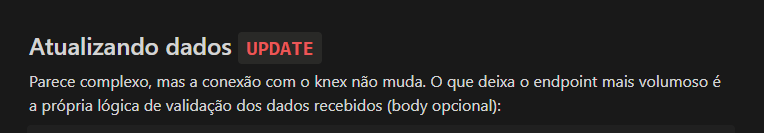 Atualizando dados UPDATE
Parece complexo, mas a conexão com o knex não muda. O que deixa o endpoint mais volumoso é
a própria lógica de validação dos dados recebidos (body opcional):